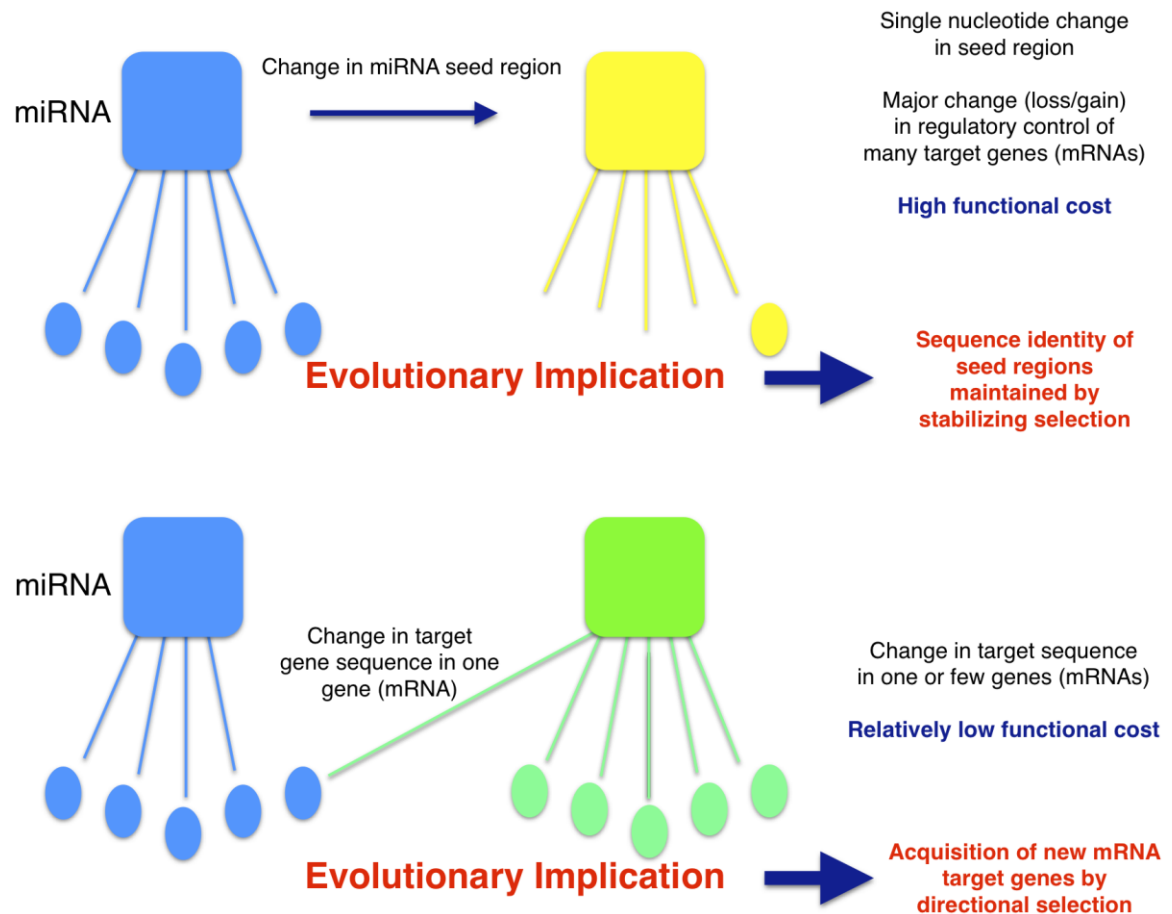 miRNA
Change in miRNA seed region
Single nucleotide change
in seed region
Major change (loss/gain)
in regulatory control of
many target genes (mRNAs)
High functional cost
Evolutionary Implication
Sequence identity of
seed regions
maintained by
stabilizing selection
miRNA
Change in target
gene sequence in one
gene (mRNA)
Change in target sequence
in one or few genes (mRNAs)
Relatively low functional cost
Evolutionary Implication
Acquisition of new mRNA
target genes by
directional selection